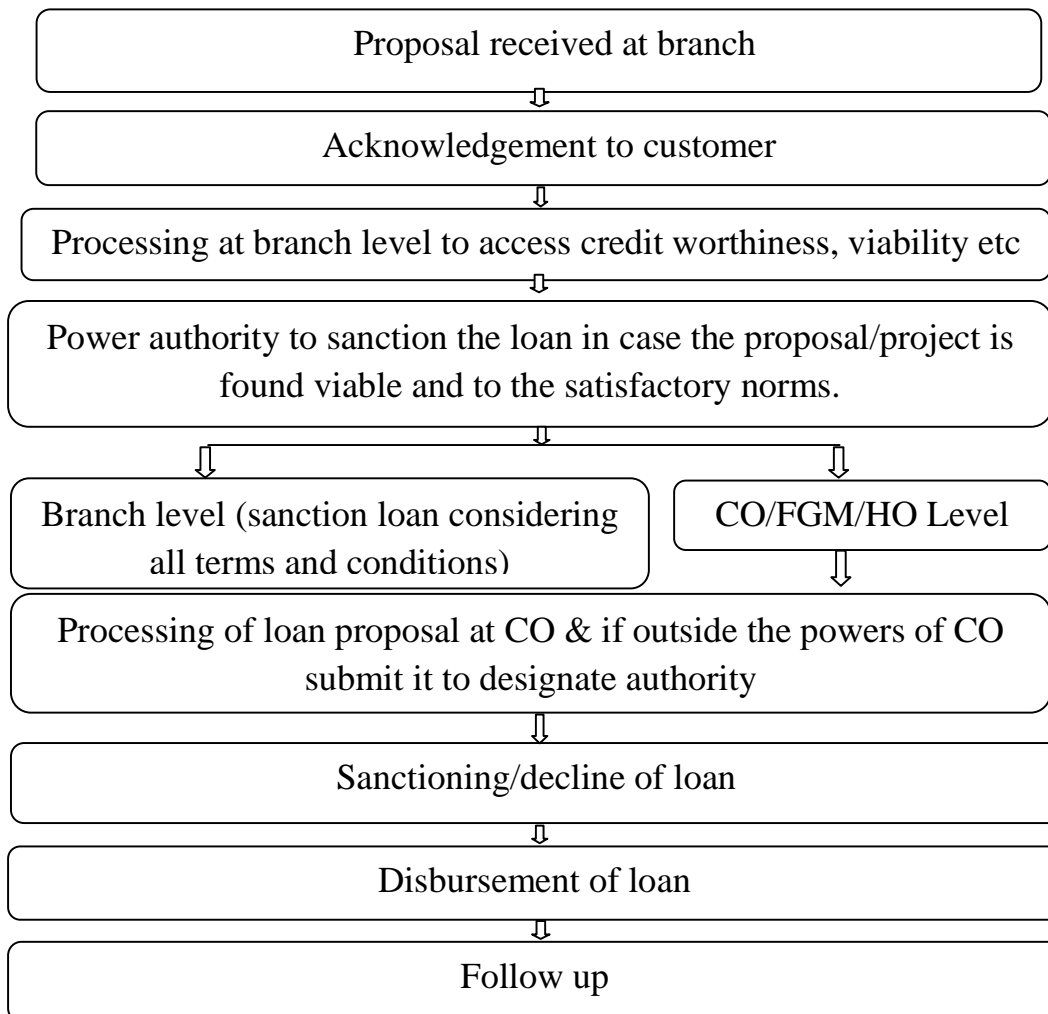 Proposal received at branch
Acknowledgement to customer
Processing at branch level to access credit worthiness, viability etc
Power authority to sanction the loan in case the proposal/project is
found viable and to the satisfactory norms.
Branch level (sanction loan considering
all terms and conditions)
CO/FGM/HO Level
Processing of loan proposal at CO & if outside the powers of CO
submit it to designate authority
Sanctioning/decline of loan
Disbursement of loan
Follow up